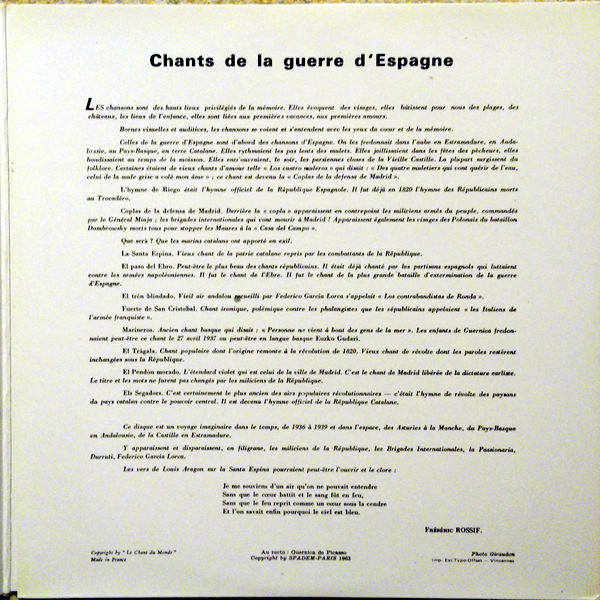 Chants de la guerre d'Espagne
LES chansons sont des hauts lieux privilégiés de la mémoire. Elles évoquent des visages, elles bâtissent pour nous des plages, des
châteaux, les lieux de l'enfance, elles sont liées aux premières vacances, aux premières amours.
Bornes visuelles et auditives, les chansons se voient et s'entendent avec les yeux du cœur et de la mémoire.
Celles de la guerre d'Espagne sont d'abord des chansons d'Espagne. On les fredonnait dans l'aube en Estramadure, en Anda-
lousie, au Pays-Basque, en terre Catalane. Elles rythmaient les pas lents des mulets. Elles jaillissaient dans les fêtes des pêcheurs, elles
bondissaient au temps de la moisson. Elles entr'ouvraient, le soir, les persiennes closes de la Vieille Castille. La plupart surgissent du
folklore. Certaines étaient de vieux chants d'amour telle « Los cuatro muleros » qui disait : « Des quatre muletiers qui vont quérir de l'eau,
celui de la mule grise a volé mon âme » ; ce chant est devenu la « Coplas de la defensa de Madrid ».
L'hymne de Riego était l'hymne officiel de la République Espagnole. Il fut déjà en 1820 l'hymne des Républicains morts
au Trocadéro.
Coplas de la defensa de Madrid. Derrière la « copla » apparaissent en contrepoint les miliciens armés du peuple, commandés
par le Général Miaja ; les brigades internationales qui vont mourir à Madrid ! Apparaissent également les visages des Polonais du bataillon
Dombrowsky morts tous pour stopper les Maures à la « Casa del Campo ».
Que será ? Que les marins catalans ont apporté en exil.
La Santa Espina. Vieux chant de la patrie catalane repris par les combattants de la République.
El paso del Ebro. Peut-être le plus beau des chants républicains. Il était déjà chanté par les partisans espagnols qui luttaient
contre les armées napoléoniennes. Il fut le chant de l'Ebre. Il fut le chant de la plus grande bataille d'extermination de la guerre
d'Espagne.
El trén blindado. Vieil air andalou recueilli par Federico Garcia Lorca s'appelait « Los contrabandistas de Ronda ».
Fuerte de San Cristobal. Chant ironique, polémique contre les phalangistes que les républicains appelaient « les Italiens de
l'armée franquiste ».
Marineros. Ancien chant basque qui disait : « Personne ne vient à bout des gens de la mer ». Les enfants de Guernica fredon-
naient peut-être ce chant le 27 avril 1937 ou peut-être en langue basque Euzko Gudari.
El Trágala. Chant populaire dont l'origine remonte à la révolution de 1820. Vieux chant de révolte dont les paroles restèrent
inchangées sous la République.
El Pendón morado. L'étendard violet qui est celui de la ville de Madrid. C'est le chant de Madrid libérée de la dictature carliste.
Le titre et les mots ne furent pas changés par les miliciens de la République.
Els Segadors. C'est certainement le plus ancien des airs populaires révolutionnaires — c'était l'hymne de révolte des paysans
du pays catalan contre le pouvoir central. Il est devenu l'hymne officiel de la République Catalane.
Ce disque est un voyage imaginaire dans le temps, de 1936 à 1939 et dans l'espace, des Asturies à la Manche, du Pays-Basque
en Andalousie, de la Castille en Estramadure.
Y apparaissent et disparaissent, en filigrane, les miliciens de la République, les Brigades Internationales, la Passionaria,
Durruti, Federico Garcia Lorca.
Les vers de Louis Aragon sur la Santa Espina pourraient peut-être l'ouvrir et le clore :
Je me souviens d'un air qu'on ne pouvait entendre
Sans que le cœur battit et le sang fût en feu,
Sans que le feu reprit comme un cœur sous la cendre
Et l'on savait enfin pourquoi le ciel est bleu.
Frédéric ROSSIF.
Copyright by " Le Chant du Monde "
Made in France
Au recto : Guernica de Picasso
Copyright by SPADEM-PARIS 1963
Photo Giraudon
Imp. Ext Typo-Offset — Vincennes